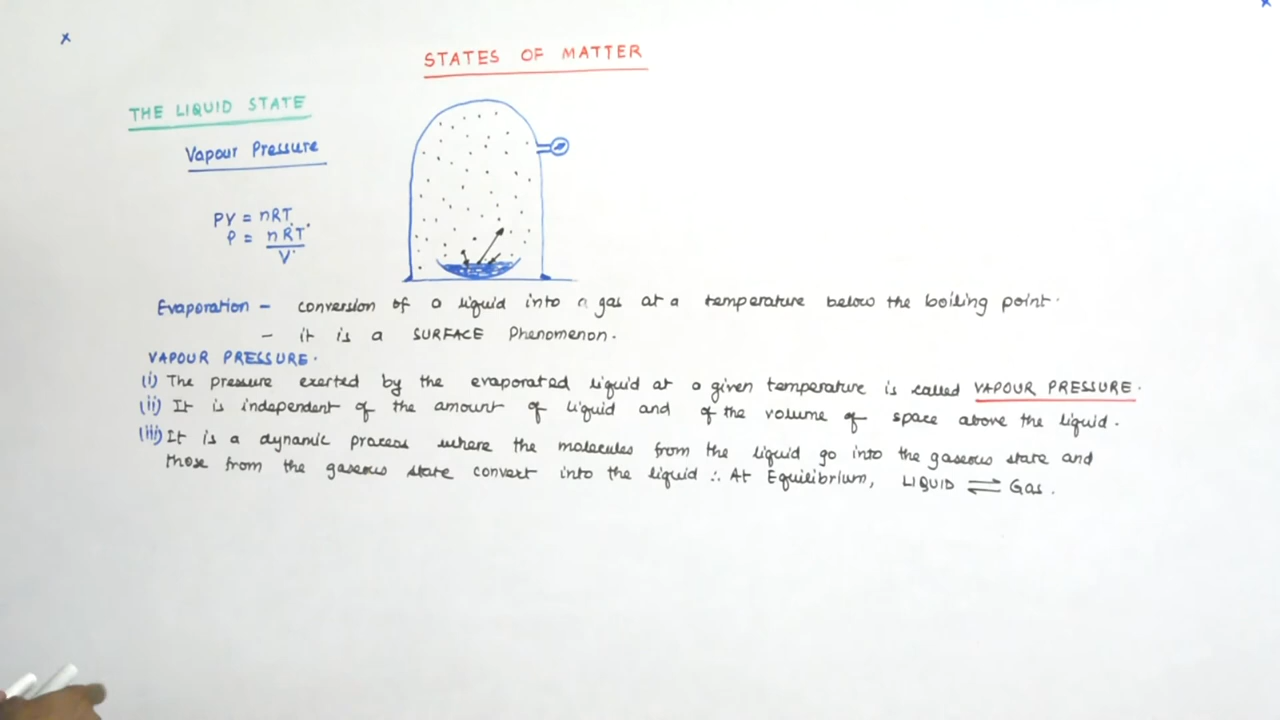 STATES OF MATTER
THE LIQUID STATE
Vapour Pressure
PV = nRT
P = nRT/V
Evaporation – conversion of a liquid into a gas at a temperature below the boiling point.
– it is a SURFACE Phenomenon.
VAPOUR PRESSURE.
(i) The pressure exerted by the evaporated liquid at a given temperature is called VAPOUR PRESSURE.
(ii) It is independent of the amount of liquid and of the volume of space above the liquid.
(iii) It is a dynamic process where the molecules from the liquid go into the gaseous state and
those from the gaseous state convert into the liquid ∴ At Equilibrium, LIQUID ⇌ Gas.